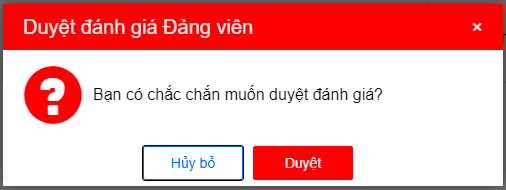 Duyệt đánh giá Đảng viên ×
Bạn có chắc chắn muốn duyệt đánh giá?
Hủy bỏ Duyệt